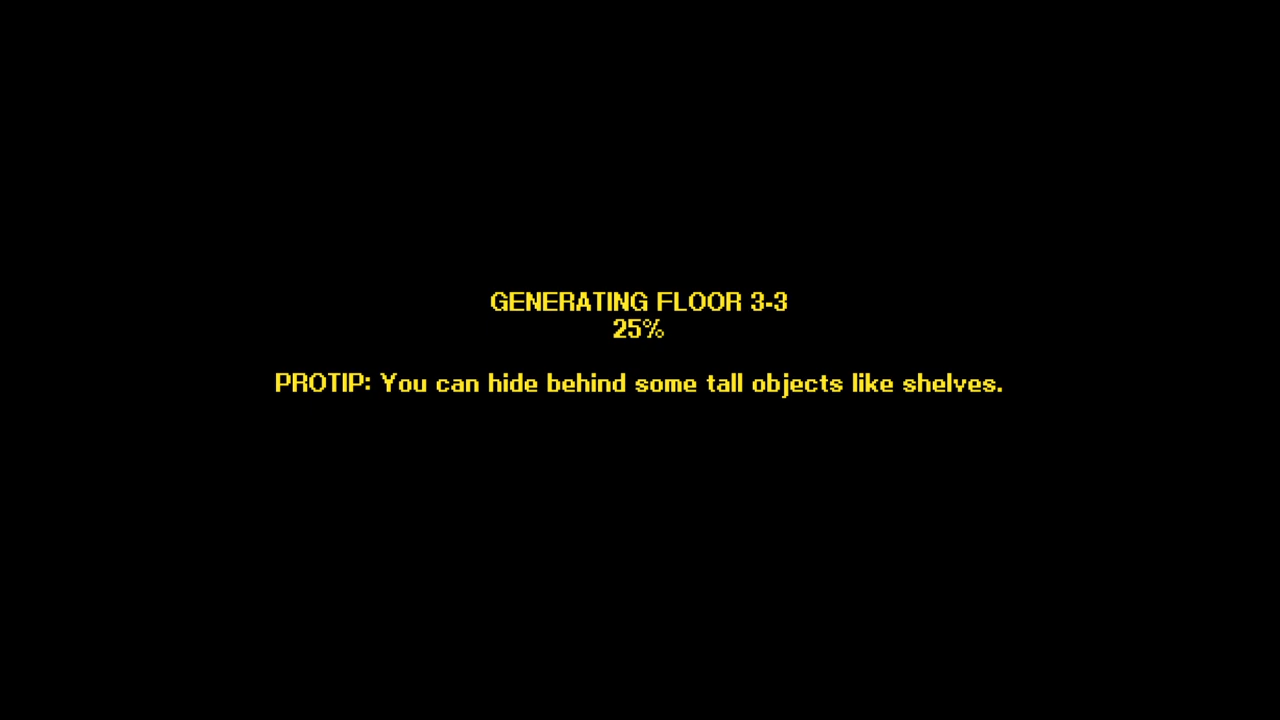 GENERATING FLOOR 3-3
25%
PROTIP: You can hide behind some tall objects like shelves.